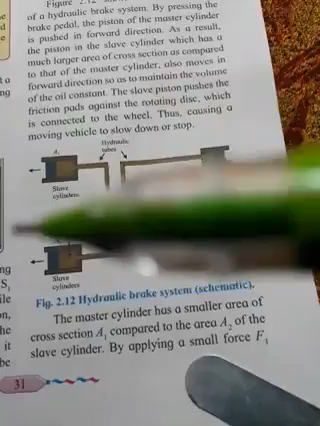 Figure 2.12
of a hydraulic brake system. By pressing the
brake pedal, the piston of the master cylinder
is pushed in forward direction. As a result,
the piston in the slave cylinder which has a
much larger area of cross section as compared
to that of the master cylinder, also moves in
forward direction so as to maintain the volume
of the oil constant. The slave piston pushes the
friction pads against the rotating disc, which
is connected to the wheel. Thus, causing a
moving vehicle to slow down or stop.
Hydraulic
tubes
Slave
cylinders
Slave
cylinders
Fig. 2.12 Hydraulic brake system (schematic).
The master cylinder has a smaller area of
cross section A₁ compared to the area A₂ of the
slave cylinder. By applying a small force F₁
31